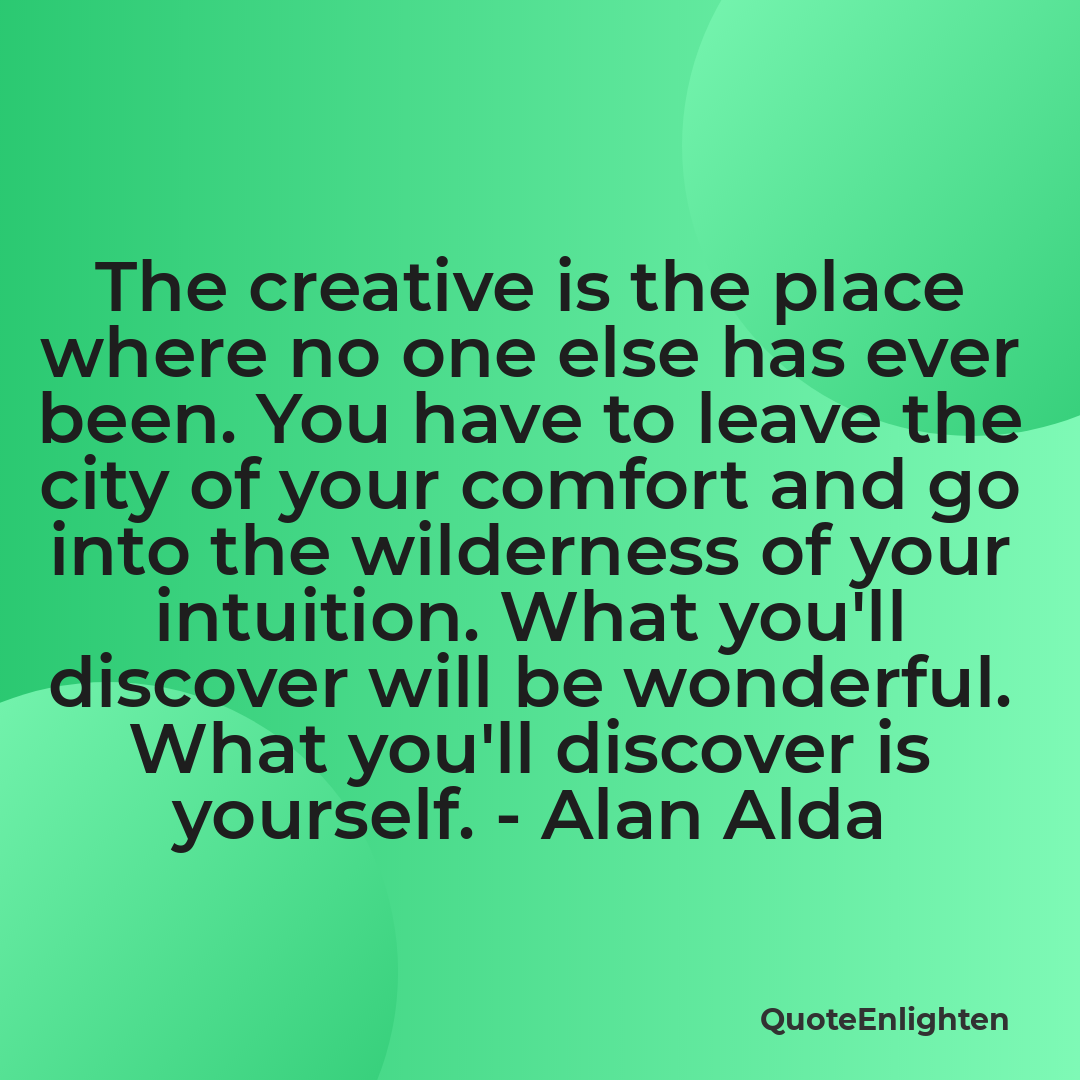 The creative is the place
where no one else has ever
been. You have to leave the
city of your comfort and go
into the wilderness of your
intuition. What you'll
discover will be wonderful.
What you'll discover is
yourself. - Alan Alda
QuoteEnlighten